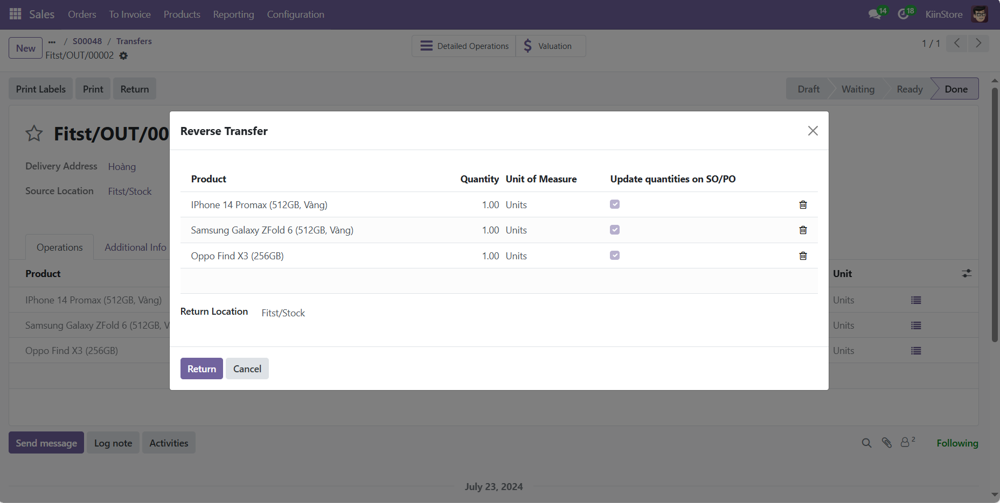 Sales Orders To Invoice Products Reporting Configuration 14 18 KiinStore
New ... / S00048 / Transfers
Fitst/OUT/00002
Detailed Operations Valuation 1 / 1
Print Labels Print Return Draft Waiting Ready Done
Fitst/OUT/00
Delivery Address Hoàng
Source Location Fitst/Stock
Operations Additional Info
Product Unit
IPhone 14 Promax (512GB, Vàng) Units
Samsung Galaxy ZFold 6 (512GB, V Units
Oppo Find X3 (256GB) Units
Reverse Transfer
Product Quantity Unit of Measure Update quantities on SO/PO
IPhone 14 Promax (512GB, Vàng) 1.00 Units
Samsung Galaxy ZFold 6 (512GB, Vàng) 1.00 Units
Oppo Find X3 (256GB) 1.00 Units
Return Location Fitst/Stock
Return Cancel
Send message Log note Activities 2 Following
July 23, 2024